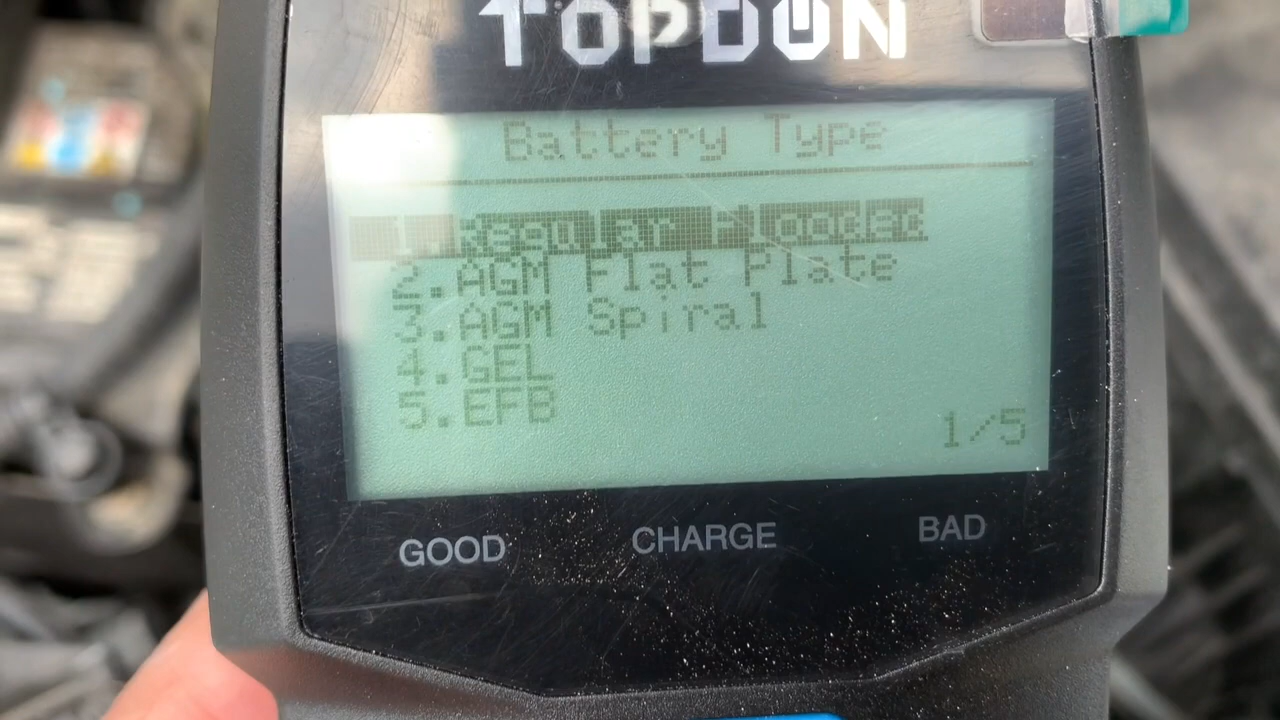 TOPDON
Battery Type
1.Regular Flooded
2.AGM Flat Plate
3.AGM Spiral
4.GEL
5.EFB
1/5
GOOD CHARGE BAD